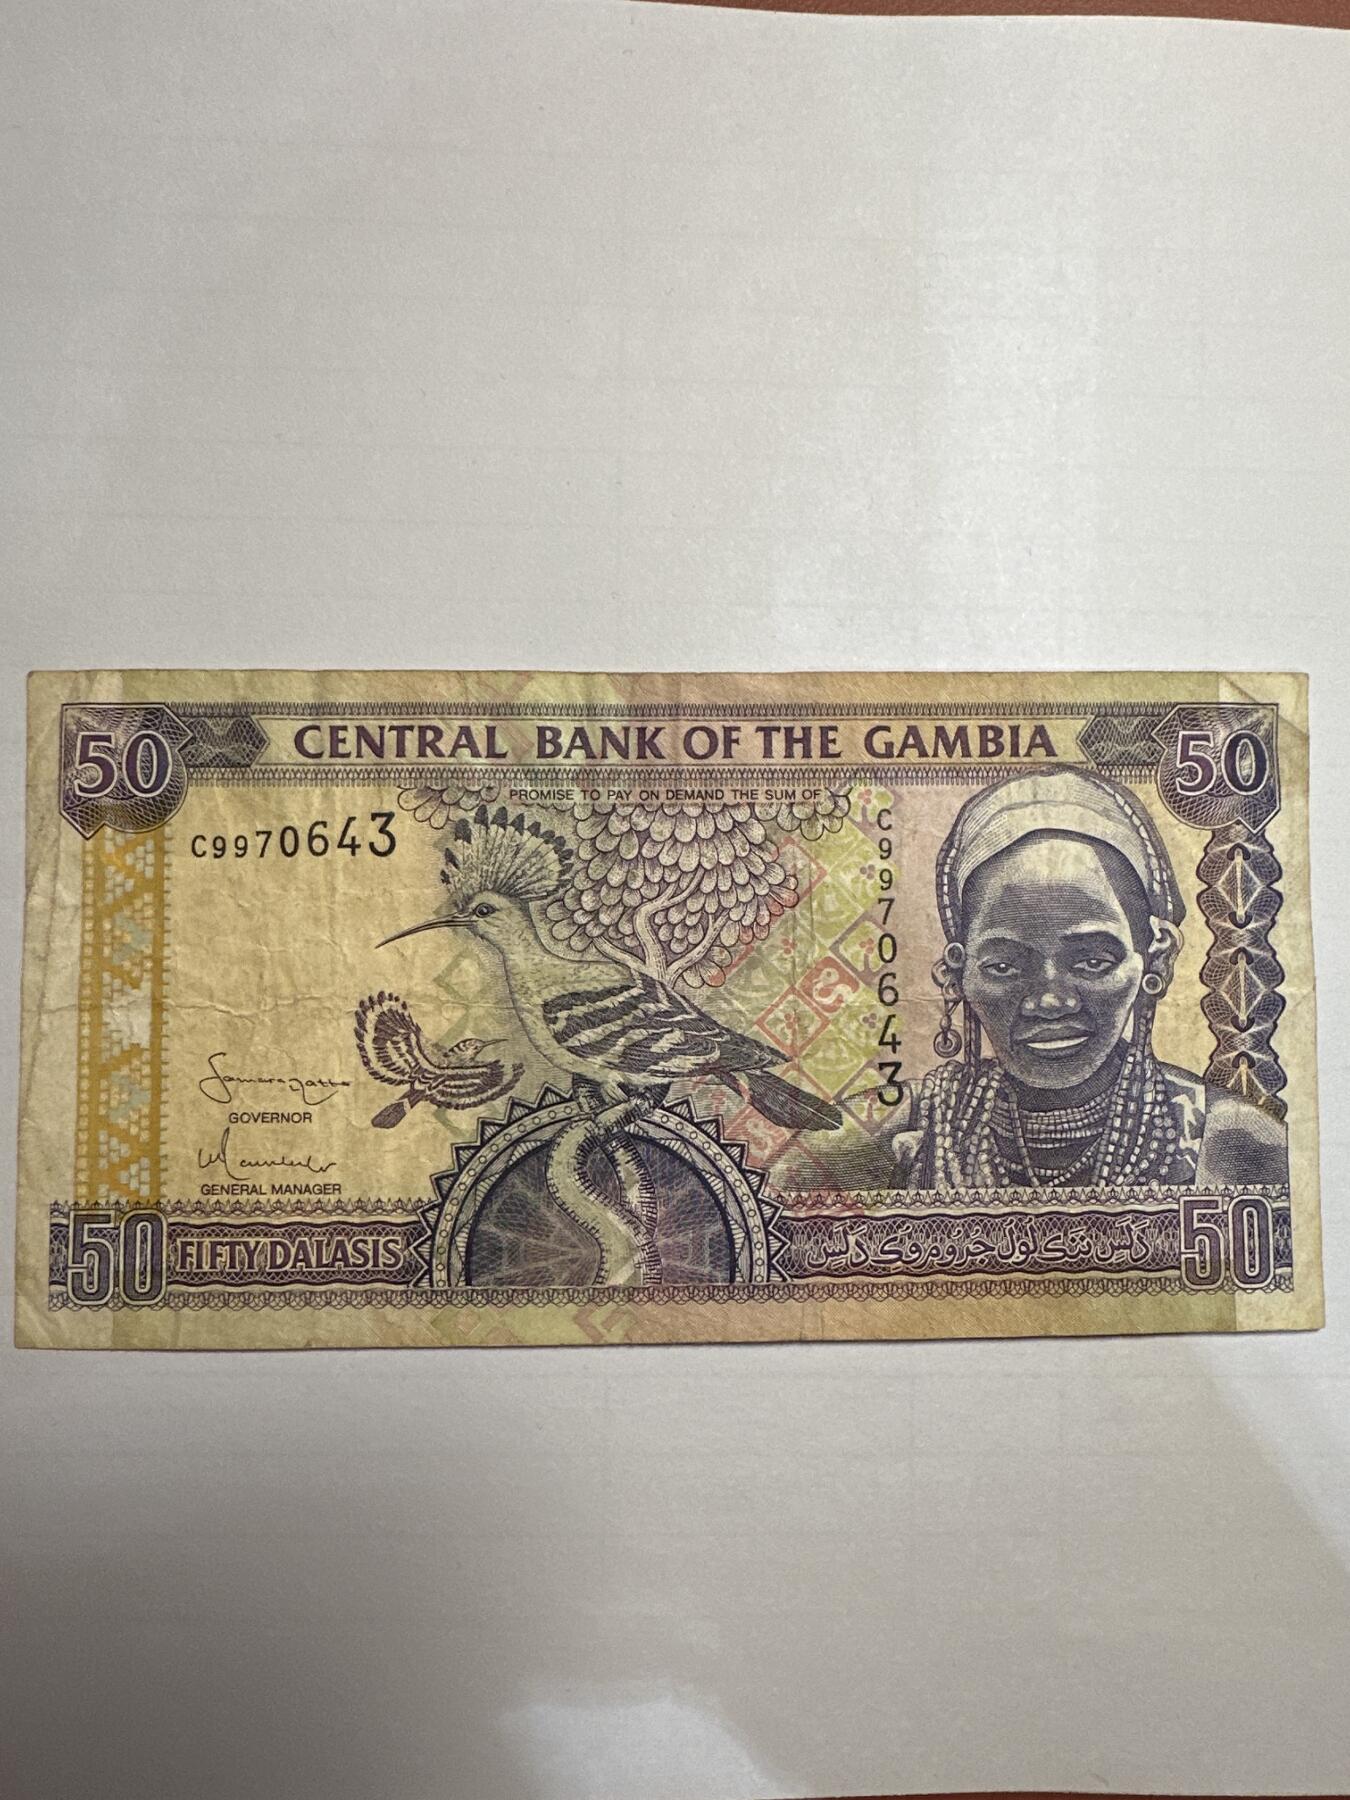 50
CENTRAL BANK OF THE GAMBIA
50
PROMISE TO PAY ON DEMAND THE SUM OF
C9970643
C9970643
GOVERNOR
GENERAL MANAGER
50
FIFTY DALASIS
50